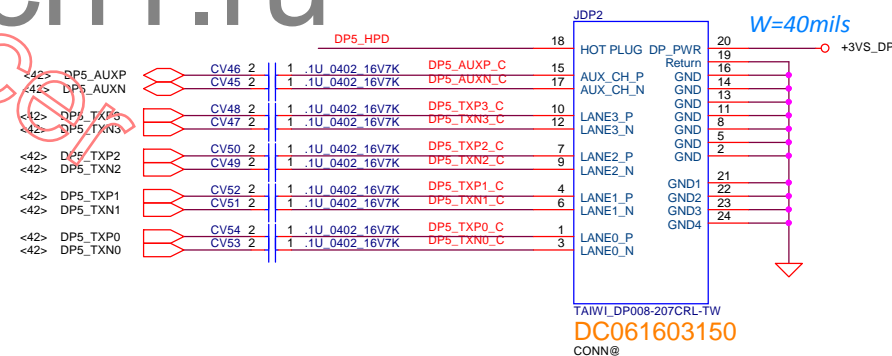 JDP2
W=40mils
DP5_HPD 18 HOT PLUG DP_PWR 20 +3VS_DP
Return 19
<42> DP5_AUXP CV46 2 1 .1U_0402_16V7K DP5_AUXP_C 15 AUX_CH_P GND 16
<42> DP5_AUXN CV45 2 1 .1U_0402_16V7K DP5_AUXN_C 17 AUX_CH_N GND 14
GND 13
<42> DP5_TXP3 CV48 2 1 .1U_0402_16V7K DP5_TXP3_C 10 LANE3_P GND 11
<42> DP5_TXN3 CV47 2 1 .1U_0402_16V7K DP5_TXN3_C 12 LANE3_N GND 8
GND 5
<42> DP5_TXP2 CV50 2 1 .1U_0402_16V7K DP5_TXP2_C 7 LANE2_P GND 2
<42> DP5_TXN2 CV49 2 1 .1U_0402_16V7K DP5_TXN2_C 9 LANE2_N
GND1 21
<42> DP5_TXP1 CV52 2 1 .1U_0402_16V7K DP5_TXP1_C 4 LANE1_P GND2 22
<42> DP5_TXN1 CV51 2 1 .1U_0402_16V7K DP5_TXN1_C 6 LANE1_N GND3 23
GND4 24
<42> DP5_TXP0 CV54 2 1 .1U_0402_16V7K DP5_TXP0_C 1 LANE0_P
<42> DP5_TXN0 CV53 2 1 .1U_0402_16V7K DP5_TXN0_C 3 LANE0_N
TAIWI_DP008-207CRL-TW
DC061603150
CONN@